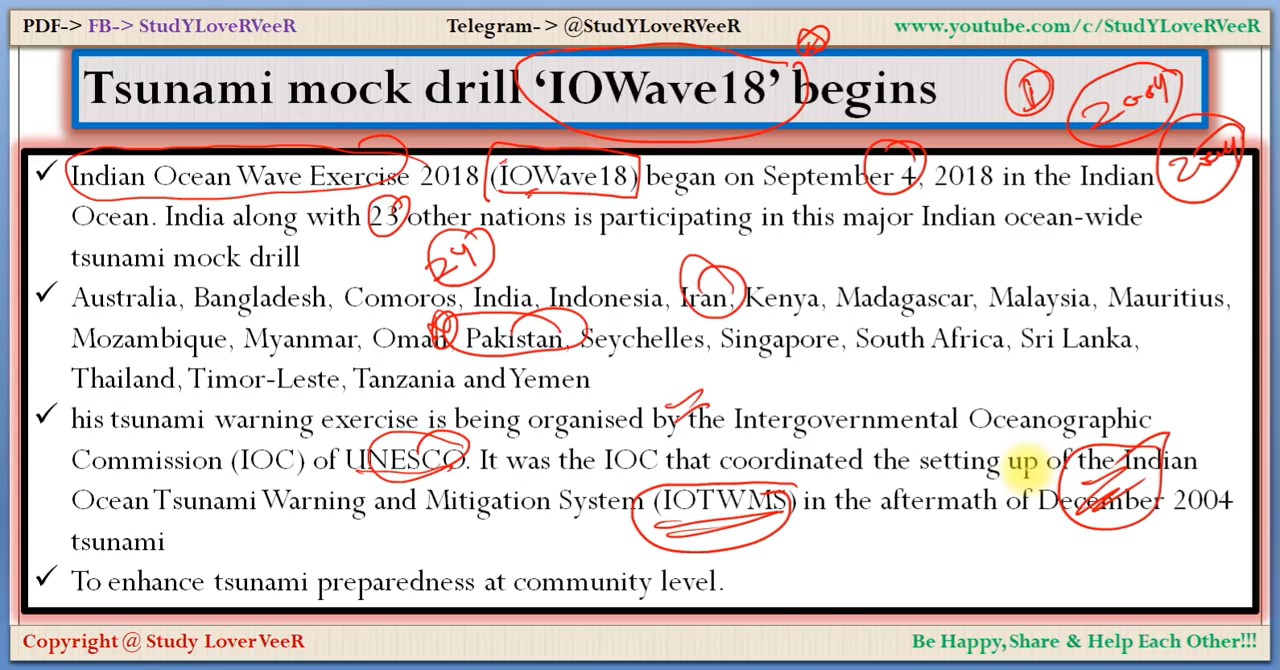 PDF-> FB-> StudYLoveRVeeR Telegram-> @StudYLoveRVeeR www.youtube.com/c/StudYLoveRVeeR
Tsunami mock drill ‘IOWave18’ begins
1 2004
2004
✓ Indian Ocean Wave Exercise 2018 (IOWave18) began on September 4, 2018 in the Indian
Ocean. India along with 23 other nations is participating in this major Indian ocean-wide
tsunami mock drill
24
✓ Australia, Bangladesh, Comoros, India, Indonesia, Iran, Kenya, Madagascar, Malaysia, Mauritius,
Mozambique, Myanmar, Oman, Pakistan, Seychelles, Singapore, South Africa, Sri Lanka,
Thailand, Timor-Leste, Tanzania and Yemen
✓ his tsunami warning exercise is being organised by the Intergovernmental Oceanographic
Commission (IOC) of UNESCO. It was the IOC that coordinated the setting up of the Indian
Ocean Tsunami Warning and Mitigation System (IOTWMS) in the aftermath of December 2004
tsunami
✓ To enhance tsunami preparedness at community level.
Copyright @ Study LoverVeeR Be Happy, Share & Help Each Other!!!